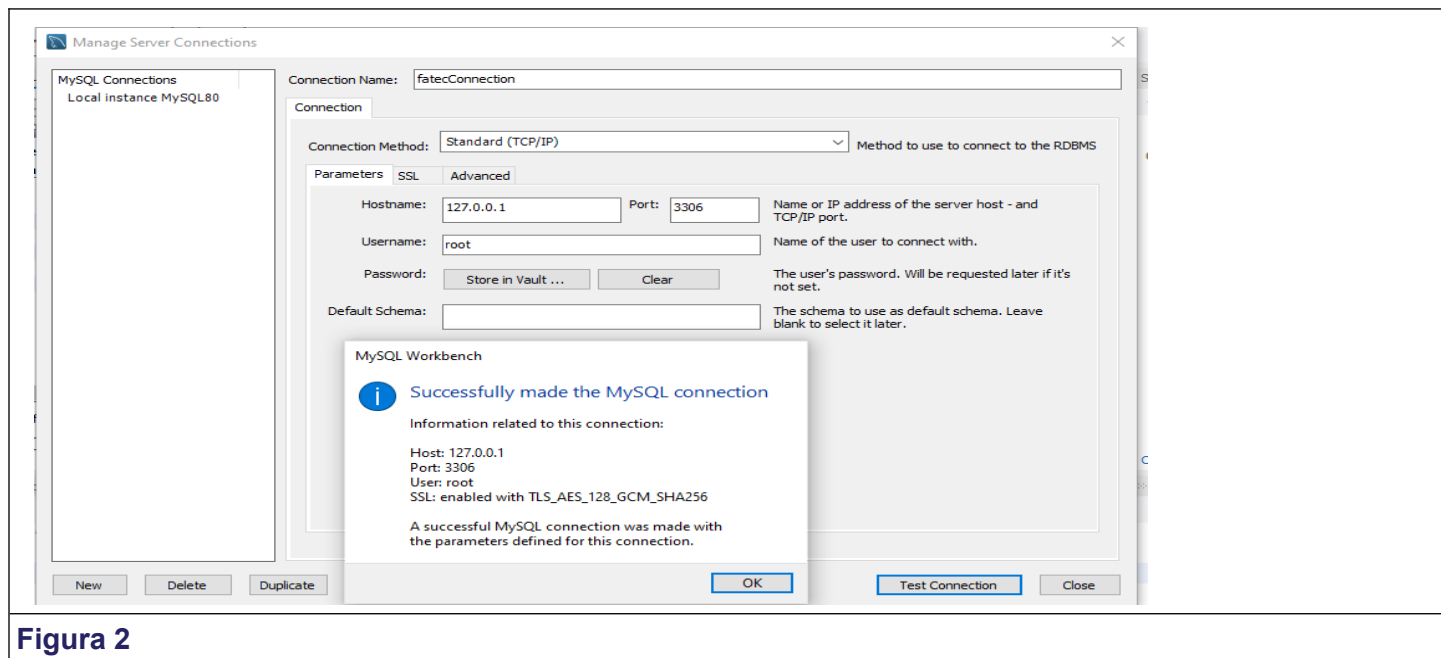 Manage Server Connections
MySQL Connections
Local instance MySQL80
Connection Name: fatecConnection
Connection
Connection Method: Standard (TCP/IP) Method to use to connect to the RDBMS
Parameters SSL Advanced
Hostname: 127.0.0.1 Port: 3306 Name or IP address of the server host - and
TCP/IP port.
Username: root Name of the user to connect with.
Password: Store in Vault ... Clear The user's password. Will be requested later if it's
not set.
Default Schema: The schema to use as default schema. Leave
blank to select it later.
MySQL Workbench
Successfully made the MySQL connection
Information related to this connection:
Host: 127.0.0.1
Port: 3306
User: root
SSL: enabled with TLS_AES_128_GCM_SHA256
A successful MySQL connection was made with
the parameters defined for this connection.
OK
New Delete Duplicate Test Connection Close
Figura 2